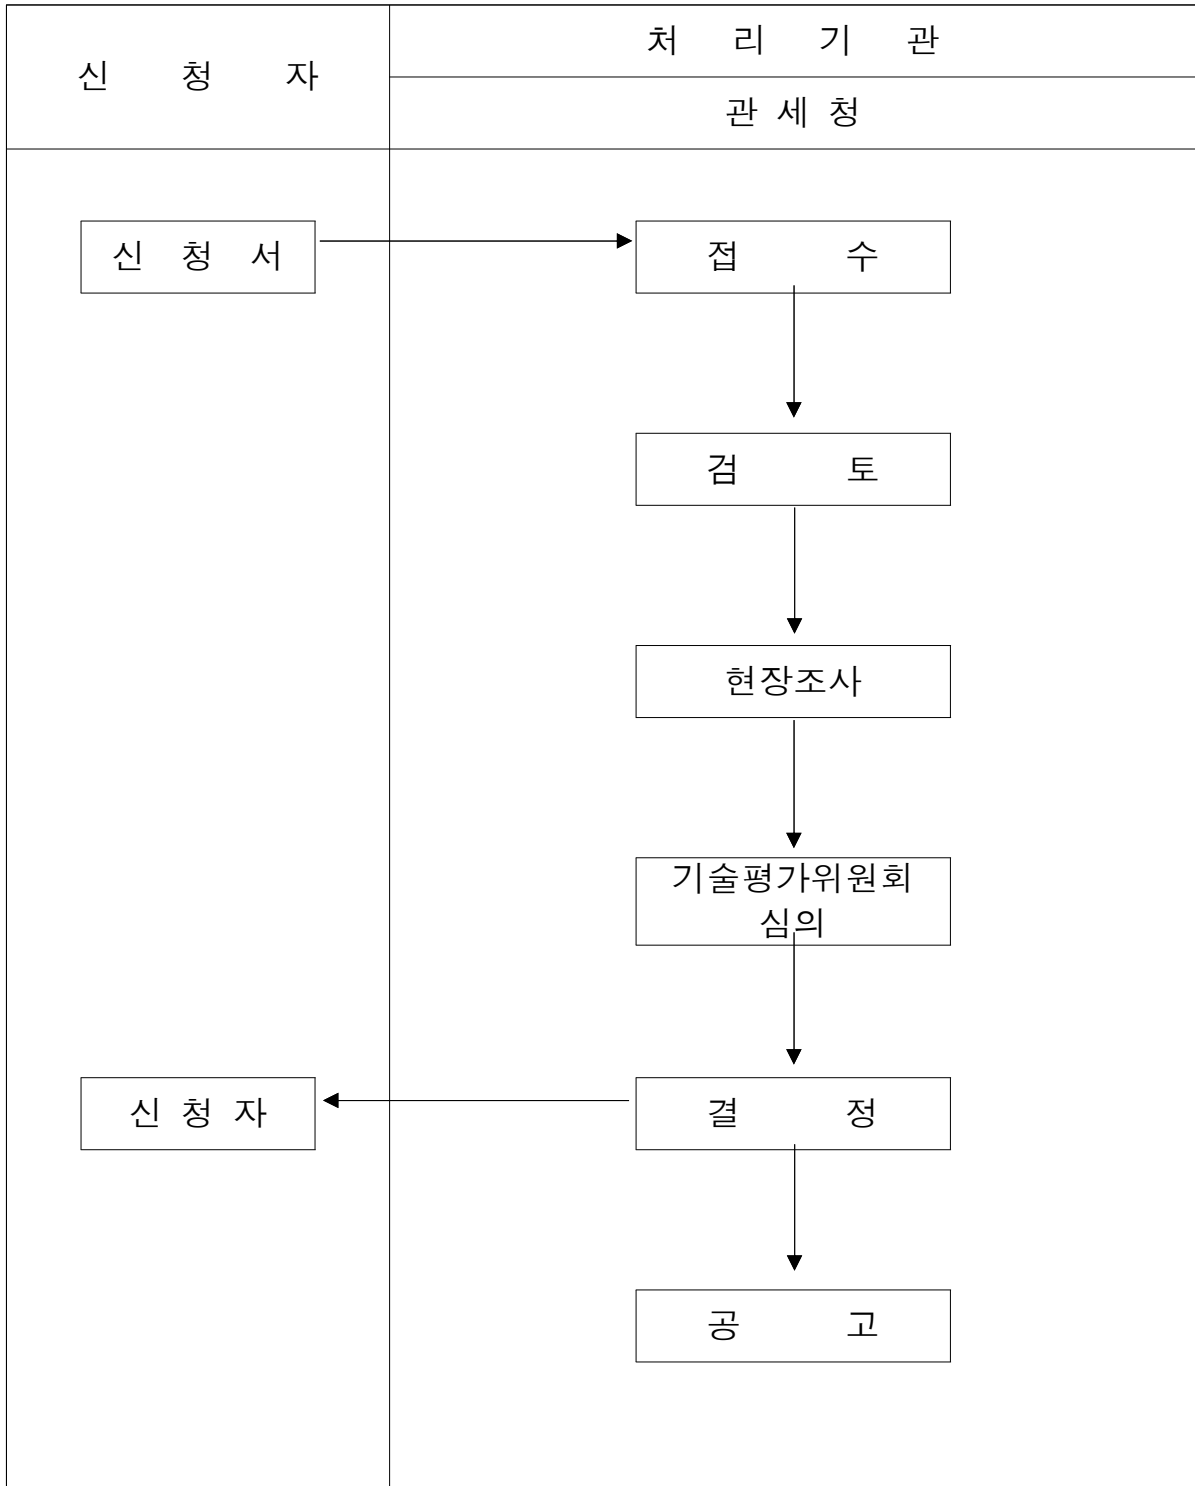 신 청 자
처 리 기 관
관 세 청
신 청 서
접 수
검 토
현장조사
기술평가위원회
심의
신 청 자
결 정
공 고